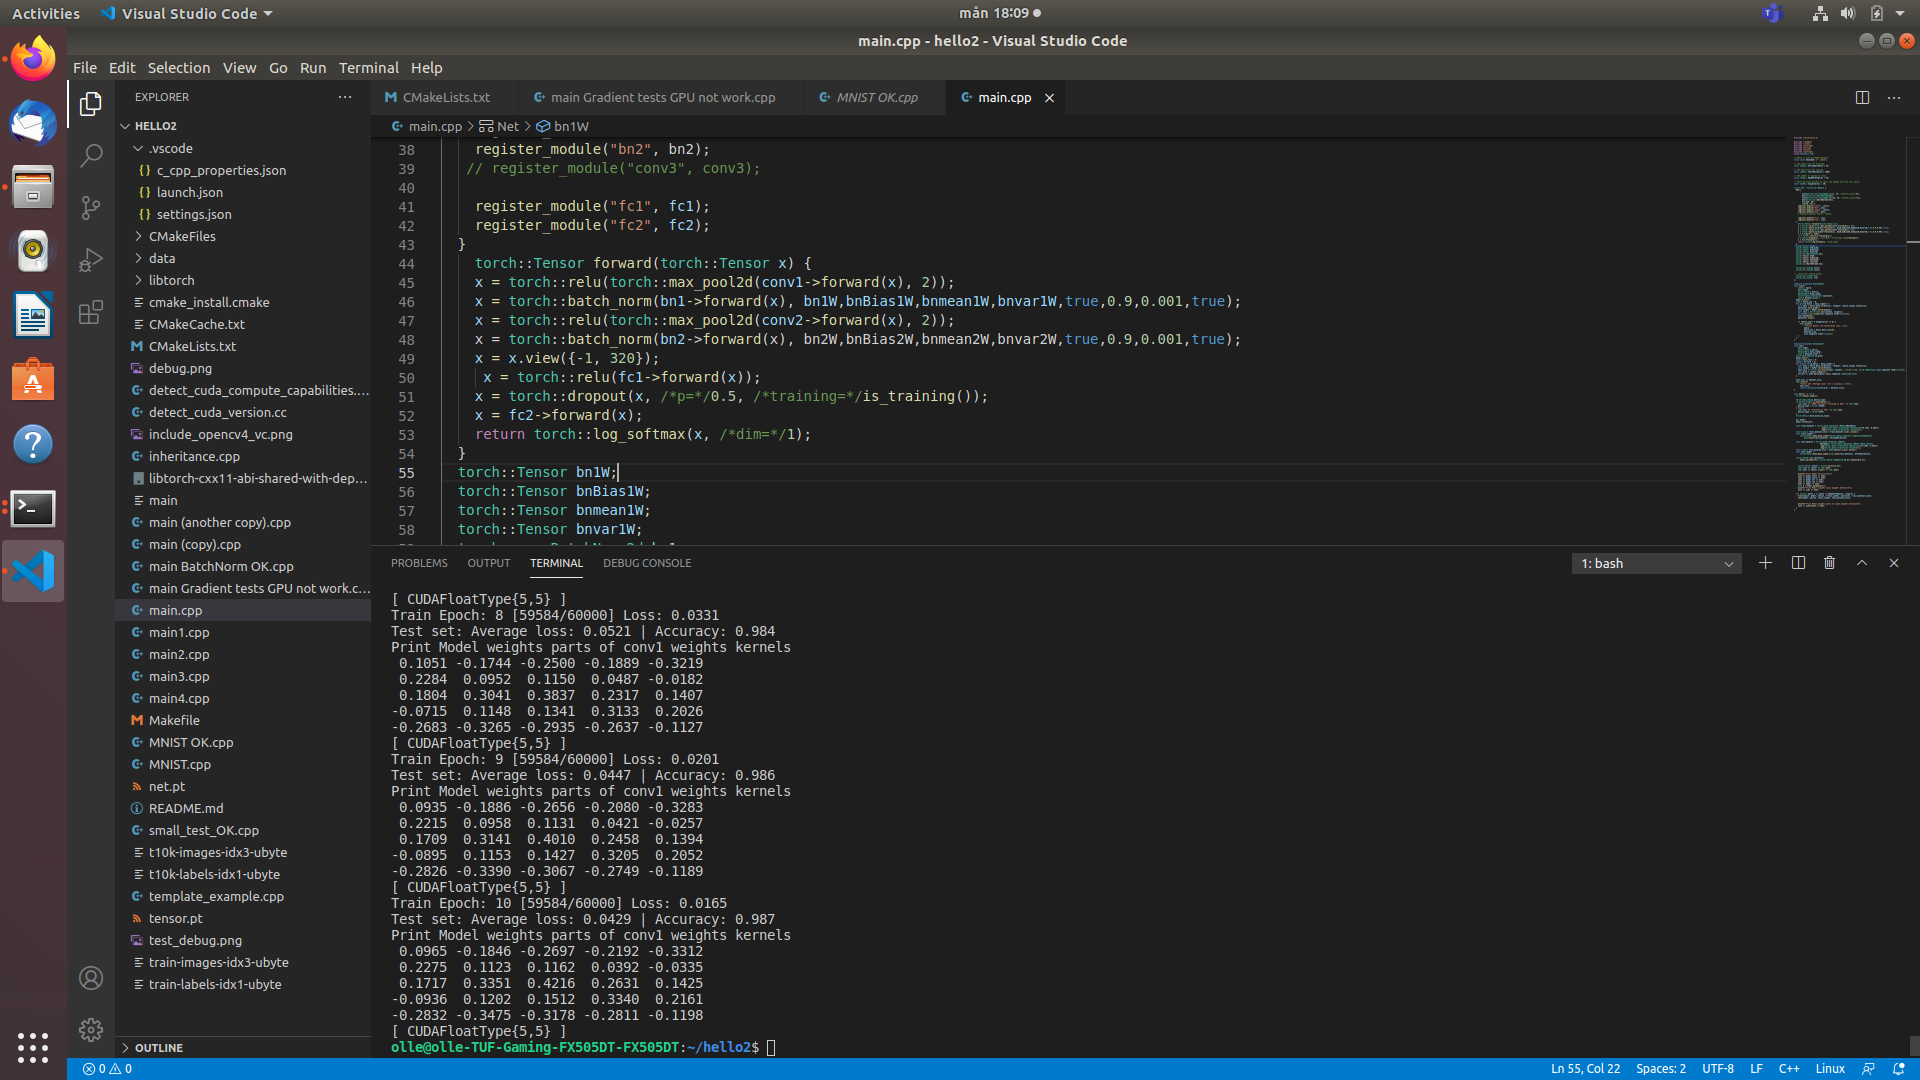 Activities
Visual Studio Code
mån 18:09
main.cpp - hello2 - Visual Studio Code
File Edit Selection View Go Run Terminal Help
EXPLORER
HELLO2
.vscode
c_cpp_properties.json
launch.json
settings.json
CMakeFiles
data
libtorch
cmake_install.cmake
CMakeCache.txt
CMakeLists.txt
debug.png
detect_cuda_compute_capabilities....
detect_cuda_version.cc
include_opencv4_vc.png
inheritance.cpp
libtorch-cxx11-abi-shared-with-dep...
main
main (another copy).cpp
main (copy).cpp
main BatchNorm OK.cpp
main Gradient tests GPU not work.c...
main.cpp
main1.cpp
main2.cpp
main3.cpp
main4.cpp
Makefile
MNIST OK.cpp
MNIST.cpp
net.pt
README.md
small_test_OK.cpp
t10k-images-idx3-ubyte
t10k-labels-idx1-ubyte
template_example.cpp
tensor.pt
test_debug.png
train-images-idx3-ubyte
train-labels-idx1-ubyte
OUTLINE
CMakeLists.txt
main Gradient tests GPU not work.cpp
MNIST OK.cpp
main.cpp
main.cpp > Net > bn1W
38 register_module("bn2", bn2);
39 // register_module("conv3", conv3);
40
41 register_module("fc1", fc1);
42 register_module("fc2", fc2);
43 }
44 torch::Tensor forward(torch::Tensor x) {
45 x = torch::relu(torch::max_pool2d(conv1->forward(x), 2));
46 x = torch::batch_norm(bn1->forward(x), bn1W,bnBias1W,bnmean1W,bnvar1W,true,0.9,0.001,true);
47 x = torch::relu(torch::max_pool2d(conv2->forward(x), 2));
48 x = torch::batch_norm(bn2->forward(x), bn2W,bnBias2W,bnmean2W,bnvar2W,true,0.9,0.001,true);
49 x = x.view({-1, 320});
50 x = torch::relu(fc1->forward(x));
51 x = torch::dropout(x, /*p=*/0.5, /*training=*/is_training());
52 x = fc2->forward(x);
53 return torch::log_softmax(x, /*dim=*/1);
54 }
55 torch::Tensor bn1W;
56 torch::Tensor bnBias1W;
57 torch::Tensor bnmean1W;
58 torch::Tensor bnvar1W;
PROBLEMS OUTPUT TERMINAL DEBUG CONSOLE
1: bash
[ CUDAFloatType{5,5} ]
Train Epoch: 8 [59584/60000] Loss: 0.0331
Test set: Average loss: 0.0521 | Accuracy: 0.984
Print Model weights parts of conv1 weights kernels
0.1051 -0.1744 -0.2500 -0.1889 -0.3219
0.2284 0.0952 0.1150 0.0487 -0.0182
0.1804 0.3041 0.3837 0.2317 0.1407
-0.0715 0.1148 0.1341 0.3133 0.2026
-0.2683 -0.3265 -0.2935 -0.2637 -0.1127
[ CUDAFloatType{5,5} ]
Train Epoch: 9 [59584/60000] Loss: 0.0201
Test set: Average loss: 0.0447 | Accuracy: 0.986
Print Model weights parts of conv1 weights kernels
0.0935 -0.1886 -0.2656 -0.2080 -0.3283
0.2215 0.0958 0.1131 0.0421 -0.0257
0.1709 0.3141 0.4010 0.2458 0.1394
-0.0895 0.1153 0.1427 0.3205 0.2052
-0.2826 -0.3390 -0.3067 -0.2749 -0.1189
[ CUDAFloatType{5,5} ]
Train Epoch: 10 [59584/60000] Loss: 0.0165
Test set: Average loss: 0.0429 | Accuracy: 0.987
Print Model weights parts of conv1 weights kernels
0.0965 -0.1846 -0.2697 -0.2192 -0.3312
0.2275 0.1123 0.1162 0.0392 -0.0335
0.1717 0.3351 0.4216 0.2631 0.1425
-0.0936 0.1202 0.1512 0.3340 0.2161
-0.2832 -0.3475 -0.3178 -0.2811 -0.1198
[ CUDAFloatType{5,5} ]
olle@olle-TUF-Gaming-FX505DT-FX505DT:~/hello2$
0 0
Ln 55, Col 22 Spaces: 2 UTF-8 LF C++ Linux